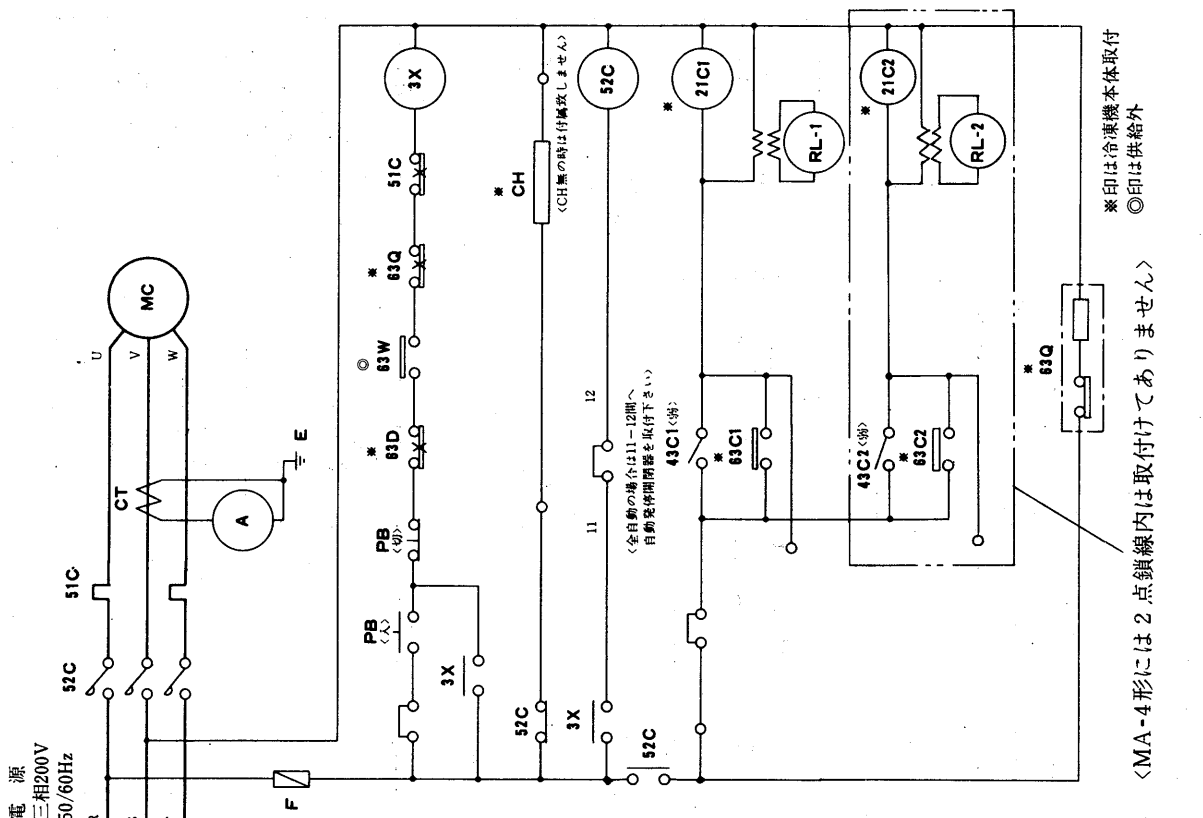 電 源
三相200V
50/60Hz
R
52C
51C
CT
A
E
U
V
W
MC
F
PB
〈入〉
3X
PB
〈切〉
※
63D
◎
63W
※
63Q
51C
3X
52C
※
CH
〈CH無の時は付属致しません〉
3X
11
12
52C
〈全自動の場合は11-12間へ
自動発停開閉器を取付下さい〉
52C
43C1〈弱〉
※
63C1
※
21C1
RL-1
43C2〈弱〉
※
63C2
※
21C2
RL-2
※
63Q
※印は冷凍機本体取付
◎印は供給外
〈MA-4形には2点鎖線内は取付けてありません〉